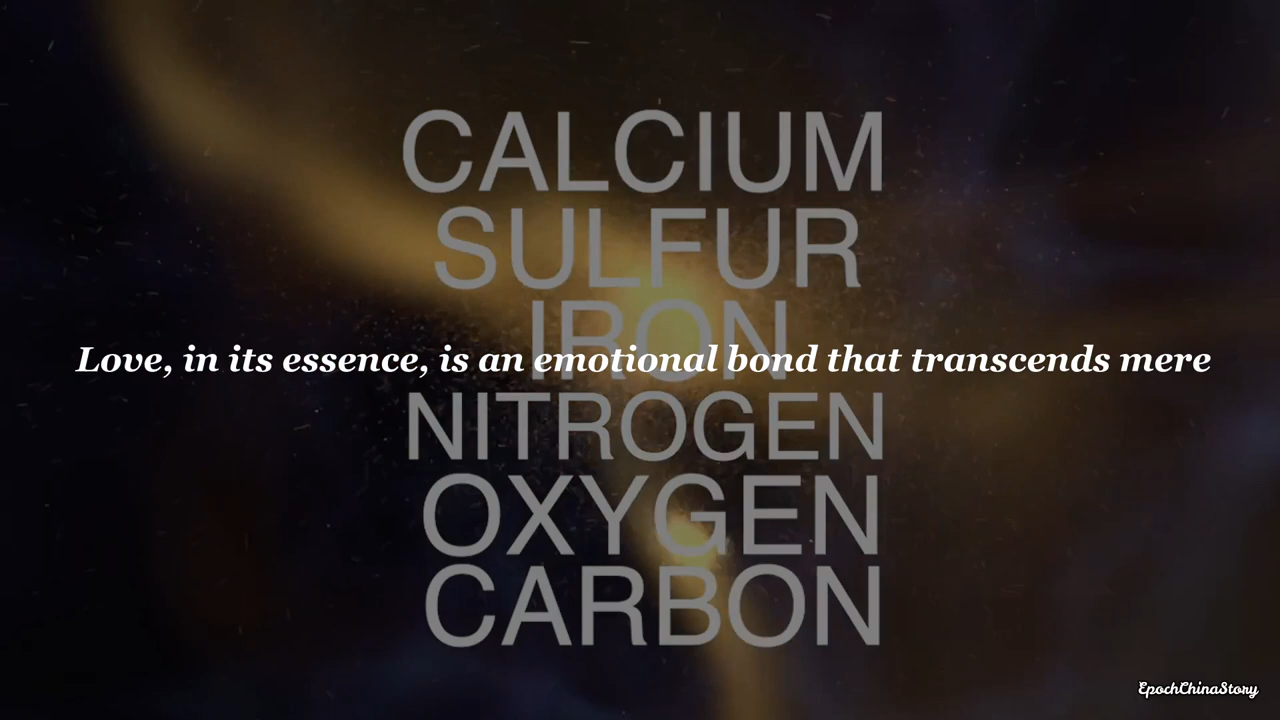 CALCIUM
SULFUR
IRON
Love, in its essence, is an emotional bond that transcends mere
NITROGEN
OXYGEN
CARBON
EpochChinaStory